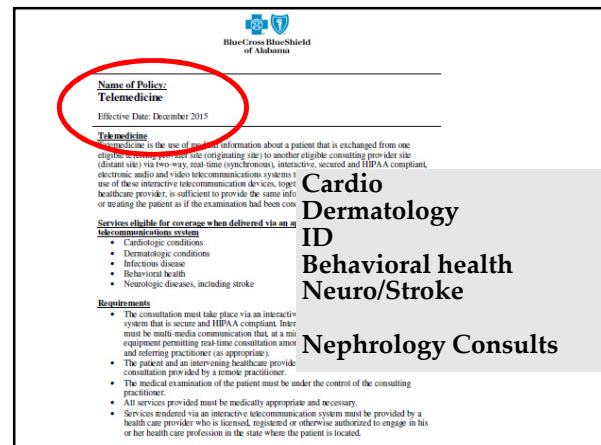 BlueCross BlueShield
of Alabama
Name of Policy:
Telemedicine
Effective Date: December 2015
Telemedicine
Telemedicine is the use of medical information about a patient that is exchanged from one
eligible referring provider site (originating site) to another eligible consulting provider site
(distant site) via two-way, real-time (synchronous), interactive, secured and HIPAA compliant,
electronic audio and video telecommunications systems
use of these interactive telecommunication devices,
healthcare provider, is sufficient to provide the same
or treating the patient as if the examination had been
Services eligible for coverage when delivered via an
telecommunications system
• Cardiologic conditions
• Dermatologic conditions
• Infectious disease
• Behavioral health
• Neurologic diseases, including stroke
Requirements
• The consultation must take place via an
system that is secure and HIPAA compliant.
must be multi-media communication that, at a
equipment permitting real-time consultation
and referring practitioner (as appropriate).
• The patient and an intervening healthcare
consultation provided by a remote practitioner.
• The medical examination of the patient must be under the control of the consulting
practitioner.
• All services provided must be medically appropriate and necessary.
• Services rendered via an interactive telecommunication system must be provided by a
health care provider who is licensed, registered or otherwise authorized to engage in his
or her health care profession in the state where the patient is located.
Cardio
Dermatology
ID
Behavioral health
Neuro/Stroke
Nephrology Consults